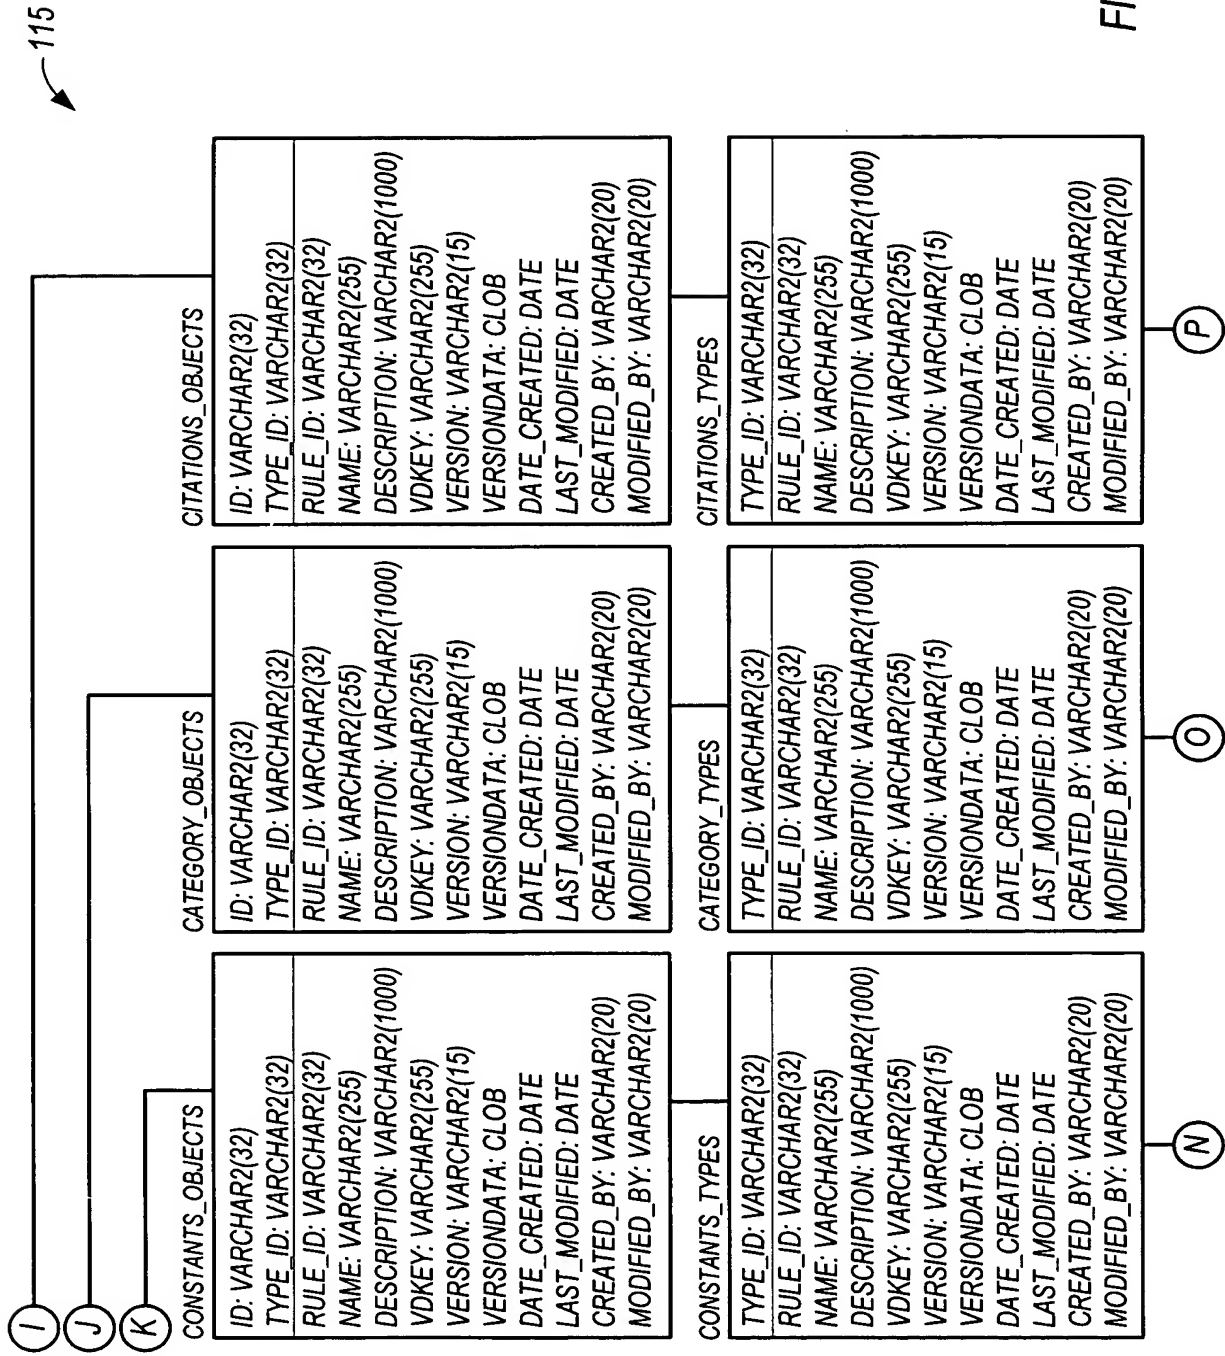 115
I
J
K
CONSTANTS_OBJECTS
ID: VARCHAR2(32)
TYPE_ID: VARCHAR2(32)
RULE_ID: VARCHAR2(32)
NAME: VARCHAR2(255)
DESCRIPTION: VARCHAR2(1000)
VDKEY: VARCHAR2(255)
VERSION: VARCHAR2(15)
VERSIONDATA: CLOB
DATE_CREATED: DATE
LAST_MODIFIED: DATE
CREATED_BY: VARCHAR2(20)
MODIFIED_BY: VARCHAR2(20)
CATEGORY_OBJECTS
ID: VARCHAR2(32)
TYPE_ID: VARCHAR2(32)
RULE_ID: VARCHAR2(32)
NAME: VARCHAR2(255)
DESCRIPTION: VARCHAR2(1000)
VDKEY: VARCHAR2(255)
VERSION: VARCHAR2(15)
VERSIONDATA: CLOB
DATE_CREATED: DATE
LAST_MODIFIED: DATE
CREATED_BY: VARCHAR2(20)
MODIFIED_BY: VARCHAR2(20)
CITATIONS_OBJECTS
ID: VARCHAR2(32)
TYPE_ID: VARCHAR2(32)
RULE_ID: VARCHAR2(32)
NAME: VARCHAR2(255)
DESCRIPTION: VARCHAR2(1000)
VDKEY: VARCHAR2(255)
VERSION: VARCHAR2(15)
VERSIONDATA: CLOB
DATE_CREATED: DATE
LAST_MODIFIED: DATE
CREATED_BY: VARCHAR2(20)
MODIFIED_BY: VARCHAR2(20)
CONSTANTS_TYPES
TYPE_ID: VARCHAR2(32)
RULE_ID: VARCHAR2(32)
NAME: VARCHAR2(255)
DESCRIPTION: VARCHAR2(1000)
VDKEY: VARCHAR2(255)
VERSION: VARCHAR2(15)
VERSIONDATA: CLOB
DATE_CREATED: DATE
LAST_MODIFIED: DATE
CREATED_BY: VARCHAR2(20)
MODIFIED_BY: VARCHAR2(20)
CATEGORY_TYPES
TYPE_ID: VARCHAR2(32)
RULE_ID: VARCHAR2(32)
NAME: VARCHAR2(255)
DESCRIPTION: VARCHAR2(1000)
VDKEY: VARCHAR2(255)
VERSION: VARCHAR2(15)
VERSIONDATA: CLOB
DATE_CREATED: DATE
LAST_MODIFIED: DATE
CREATED_BY: VARCHAR2(20)
MODIFIED_BY: VARCHAR2(20)
CITATIONS_TYPES
TYPE_ID: VARCHAR2(32)
RULE_ID: VARCHAR2(32)
NAME: VARCHAR2(255)
DESCRIPTION: VARCHAR2(1000)
VDKEY: VARCHAR2(255)
VERSION: VARCHAR2(15)
VERSIONDATA: CLOB
DATE_CREATED: DATE
LAST_MODIFIED: DATE
CREATED_BY: VARCHAR2(20)
MODIFIED_BY: VARCHAR2(20)
N
O
P